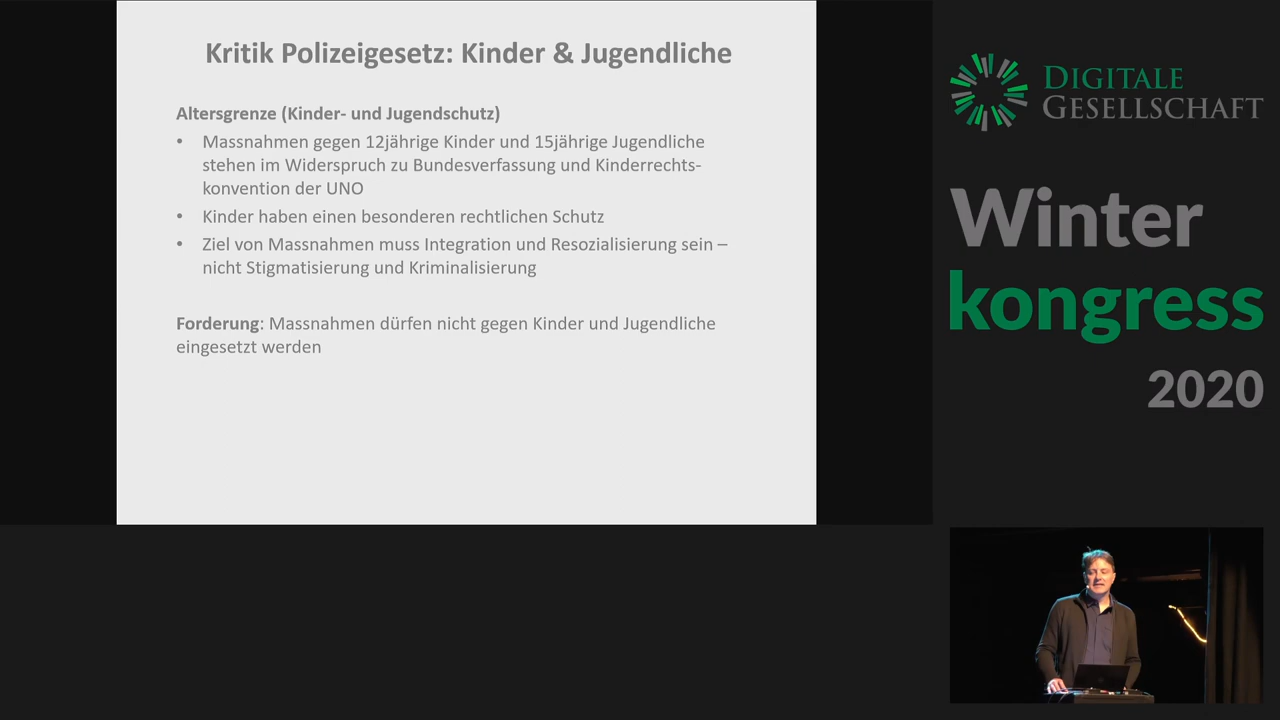 Kritik Polizeigesetz: Kinder & Jugendliche
Altersgrenze (Kinder- und Jugendschutz)
• Massnahmen gegen 12jährige Kinder und 15jährige Jugendliche
stehen im Widerspruch zu Bundesverfassung und Kinderrechts-
konvention der UNO
• Kinder haben einen besonderen rechtlichen Schutz
• Ziel von Massnahmen muss Integration und Resozialisierung sein –
nicht Stigmatisierung und Kriminalisierung
Forderung: Massnahmen dürfen nicht gegen Kinder und Jugendliche
eingesetzt werden
DIGITALE
GESELLSCHAFT
Winter
kongress
2020